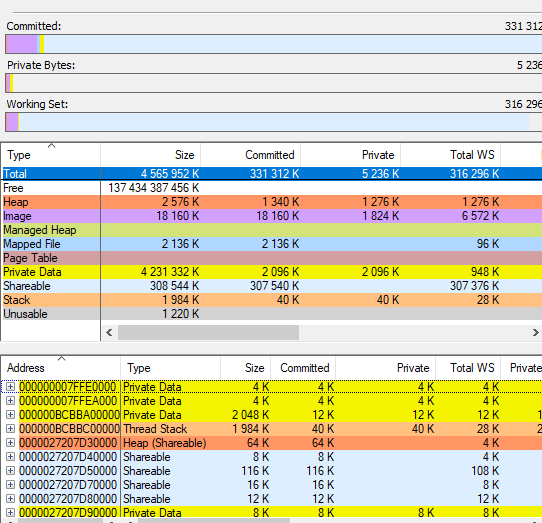 Committed: 331 312
Private Bytes: 5 236
Working Set: 316 296
Type Size Committed Private Total WS
Total 4 565 952 K 331 312 K 5 236 K 316 296 K
Free 137 434 387 456 K
Heap 2 576 K 1 340 K 1 276 K 1 276 K
Image 18 160 K 18 160 K 1 824 K 6 572 K
Managed Heap
Mapped File 2 136 K 2 136 K 96 K
Page Table
Private Data 4 231 332 K 2 096 K 2 096 K 948 K
Shareable 308 544 K 307 540 K 307 376 K
Stack 1 984 K 40 K 40 K 28 K
Unusable 1 220 K
Address Type Size Committed Private Total WS Private
000000007FFE0000 Private Data 4 K 4 K 4 K 4 K
000000007FFEA000 Private Data 4 K 4 K 4 K 4 K
000000BCBBA00000 Private Data 2 048 K 12 K 12 K 12 K 1
000000BCBBC00000 Thread Stack 1 984 K 40 K 40 K 28 K 2
0000027207D30000 Heap (Shareable) 64 K 64 K 4 K
0000027207D40000 Shareable 8 K 8 K 4 K
0000027207D50000 Shareable 116 K 116 K 108 K
0000027207D70000 Shareable 16 K 16 K 8 K
0000027207D80000 Shareable 12 K 12 K 12 K
0000027207D90000 Private Data 8 K 8 K 8 K 8 K